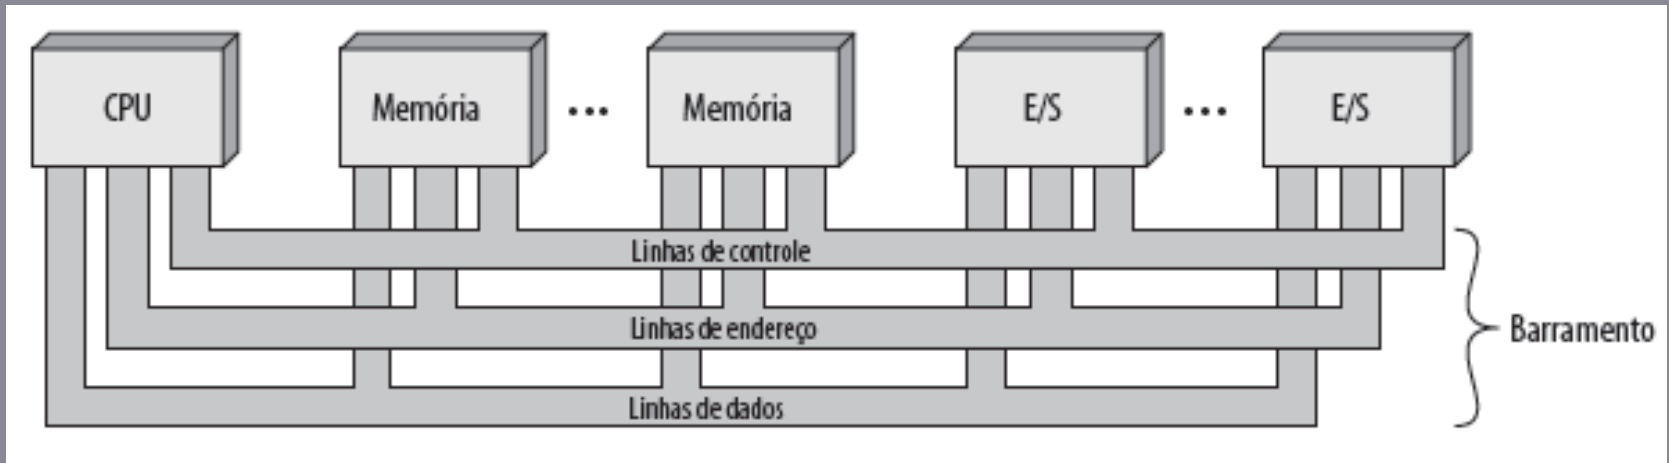 CPU
Memória
...
Memória
E/S
...
E/S
Linhas de controle
Linhas de endereço
Barramento
Linhas de dados